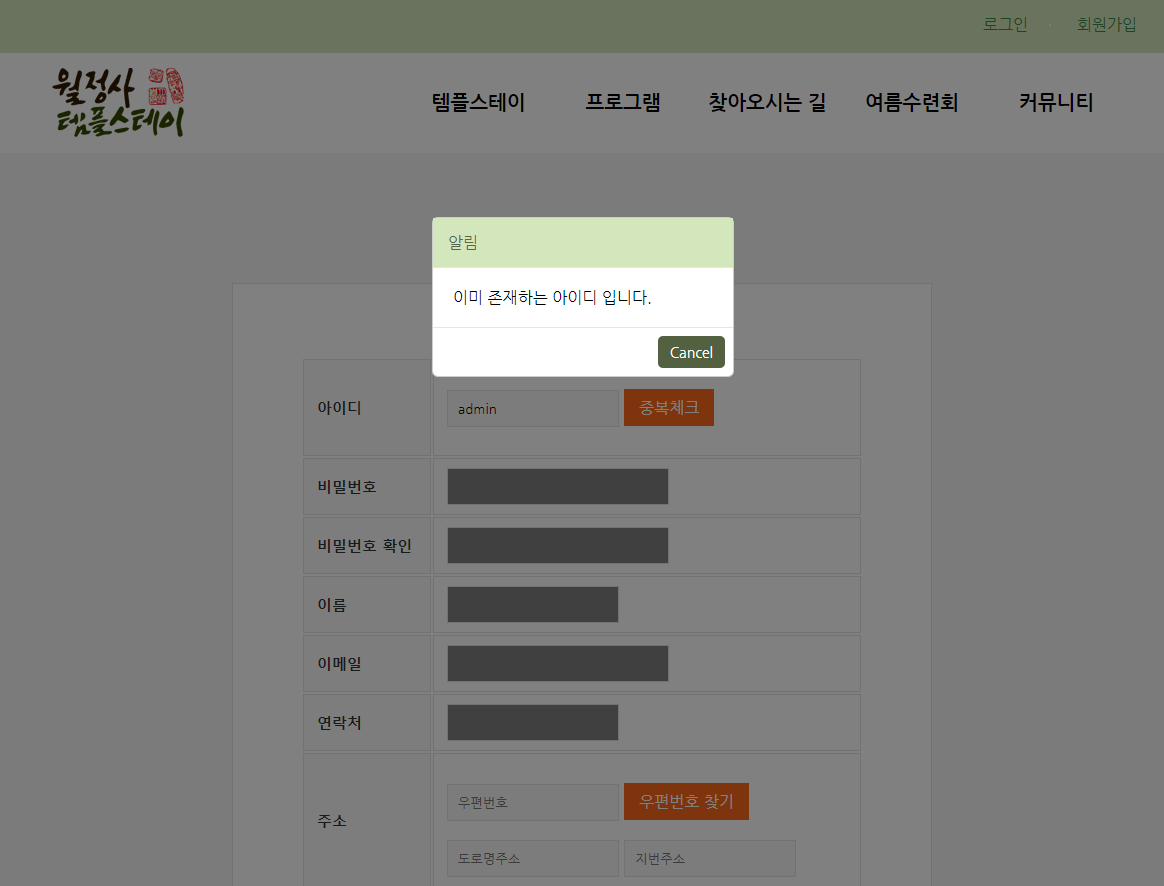 로그인 · 회원가입
월정사
템플스테이
템플스테이 프로그램 찾아오시는 길 여름수련회 커뮤니티
알림
이미 존재하는 아이디 입니다.
Cancel
아이디 admin 중복체크
비밀번호
비밀번호 확인
이름
이메일
연락처
주소 우편번호 우편번호 찾기
도로명주소 지번주소